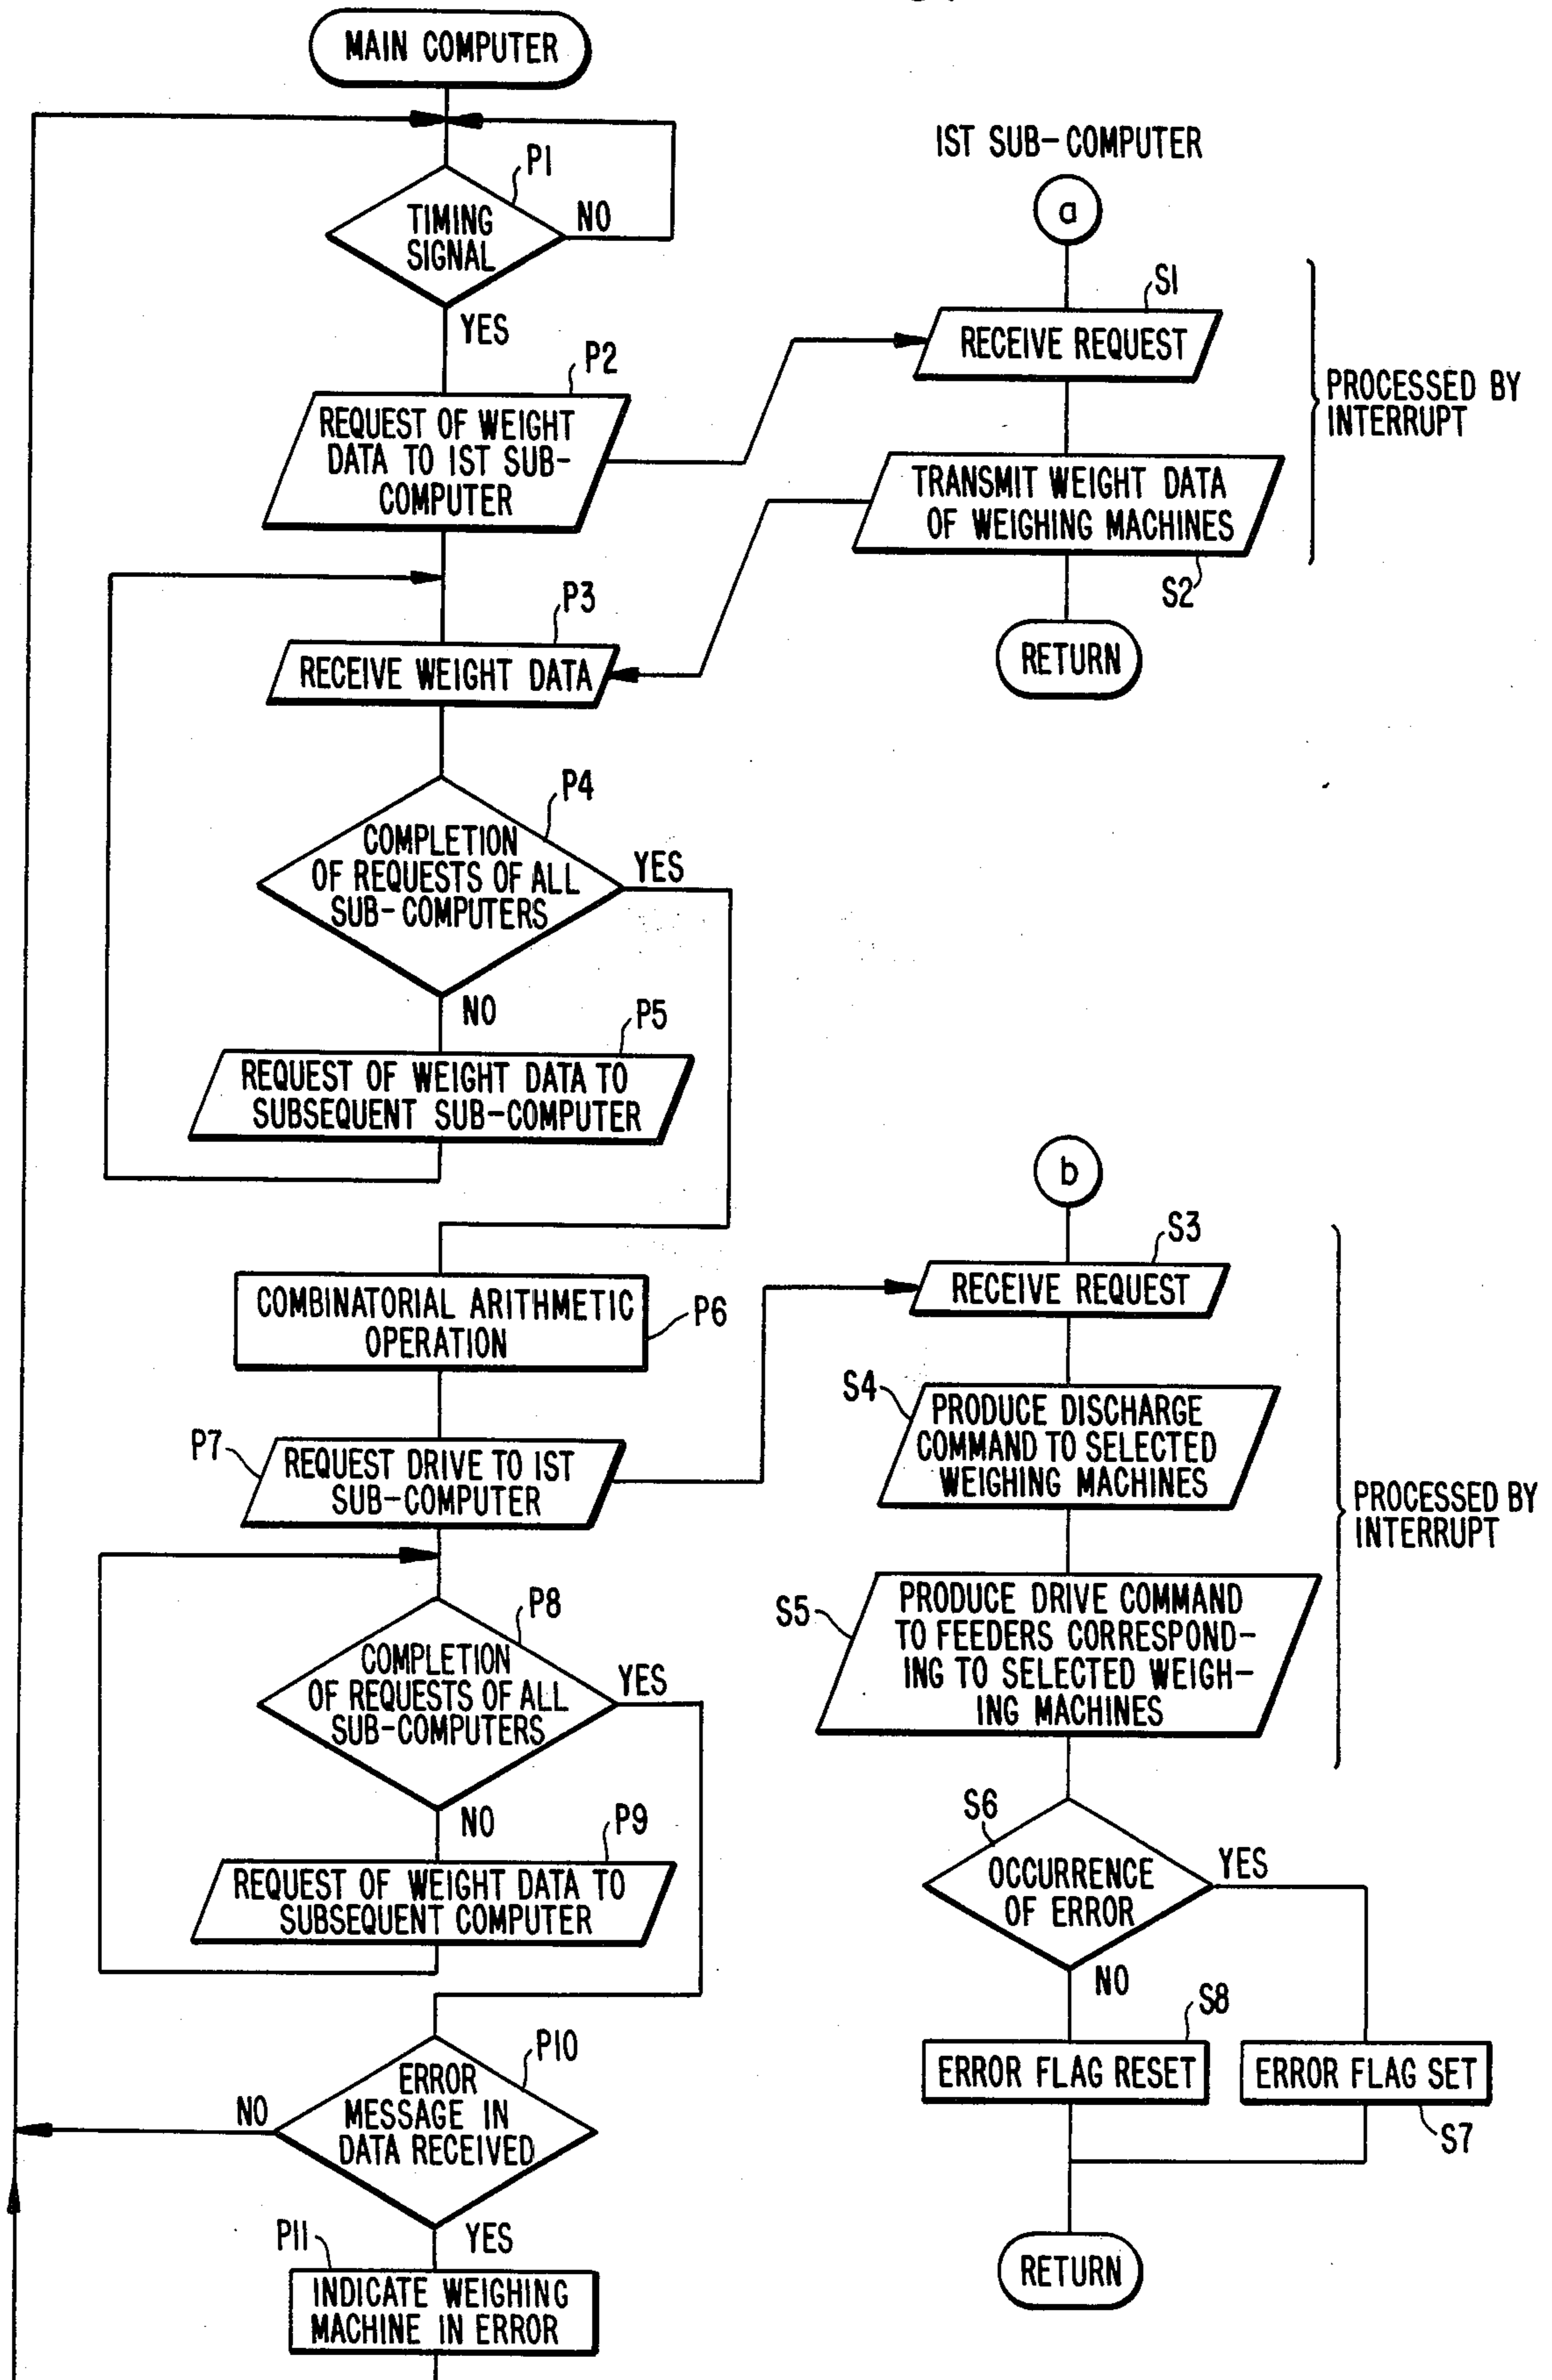 MAIN COMPUTER
P1
TIMING
SIGNAL
NO
YES
P2
REQUEST OF WEIGHT
DATA TO 1ST SUB-
COMPUTER
P3
RECEIVE WEIGHT DATA
P4
COMPLETION
OF REQUESTS OF ALL
SUB-COMPUTERS
YES
NO
P5
REQUEST OF WEIGHT DATA TO
SUBSEQUENT SUB-COMPUTER
COMBINATORIAL ARITHMETIC
OPERATION
P6
P7
REQUEST DRIVE TO 1ST
SUB-COMPUTER
P8
COMPLETION
OF REQUESTS OF ALL
SUB-COMPUTERS
YES
NO
P9
REQUEST OF WEIGHT DATA TO
SUBSEQUENT COMPUTER
P10
ERROR
MESSAGE IN
DATA RECEIVED
NO
YES
P11
INDICATE WEIGHING
MACHINE IN ERROR
1ST SUB-COMPUTER
a
S1
RECEIVE REQUEST
TRANSMIT WEIGHT DATA
OF WEIGHING MACHINES
S2
RETURN
PROCESSED BY
INTERRUPT
b
S3
RECEIVE REQUEST
S4
PRODUCE DISCHARGE
COMMAND TO SELECTED
WEIGHING MACHINES
S5
PRODUCE DRIVE COMMAND
TO FEEDERS CORRESPOND-
ING TO SELECTED WEIGH-
ING MACHINES
PROCESSED BY
INTERRUPT
S6
OCCURRENCE
OF ERROR
YES
NO
S8
ERROR FLAG RESET
ERROR FLAG SET
S7
RETURN